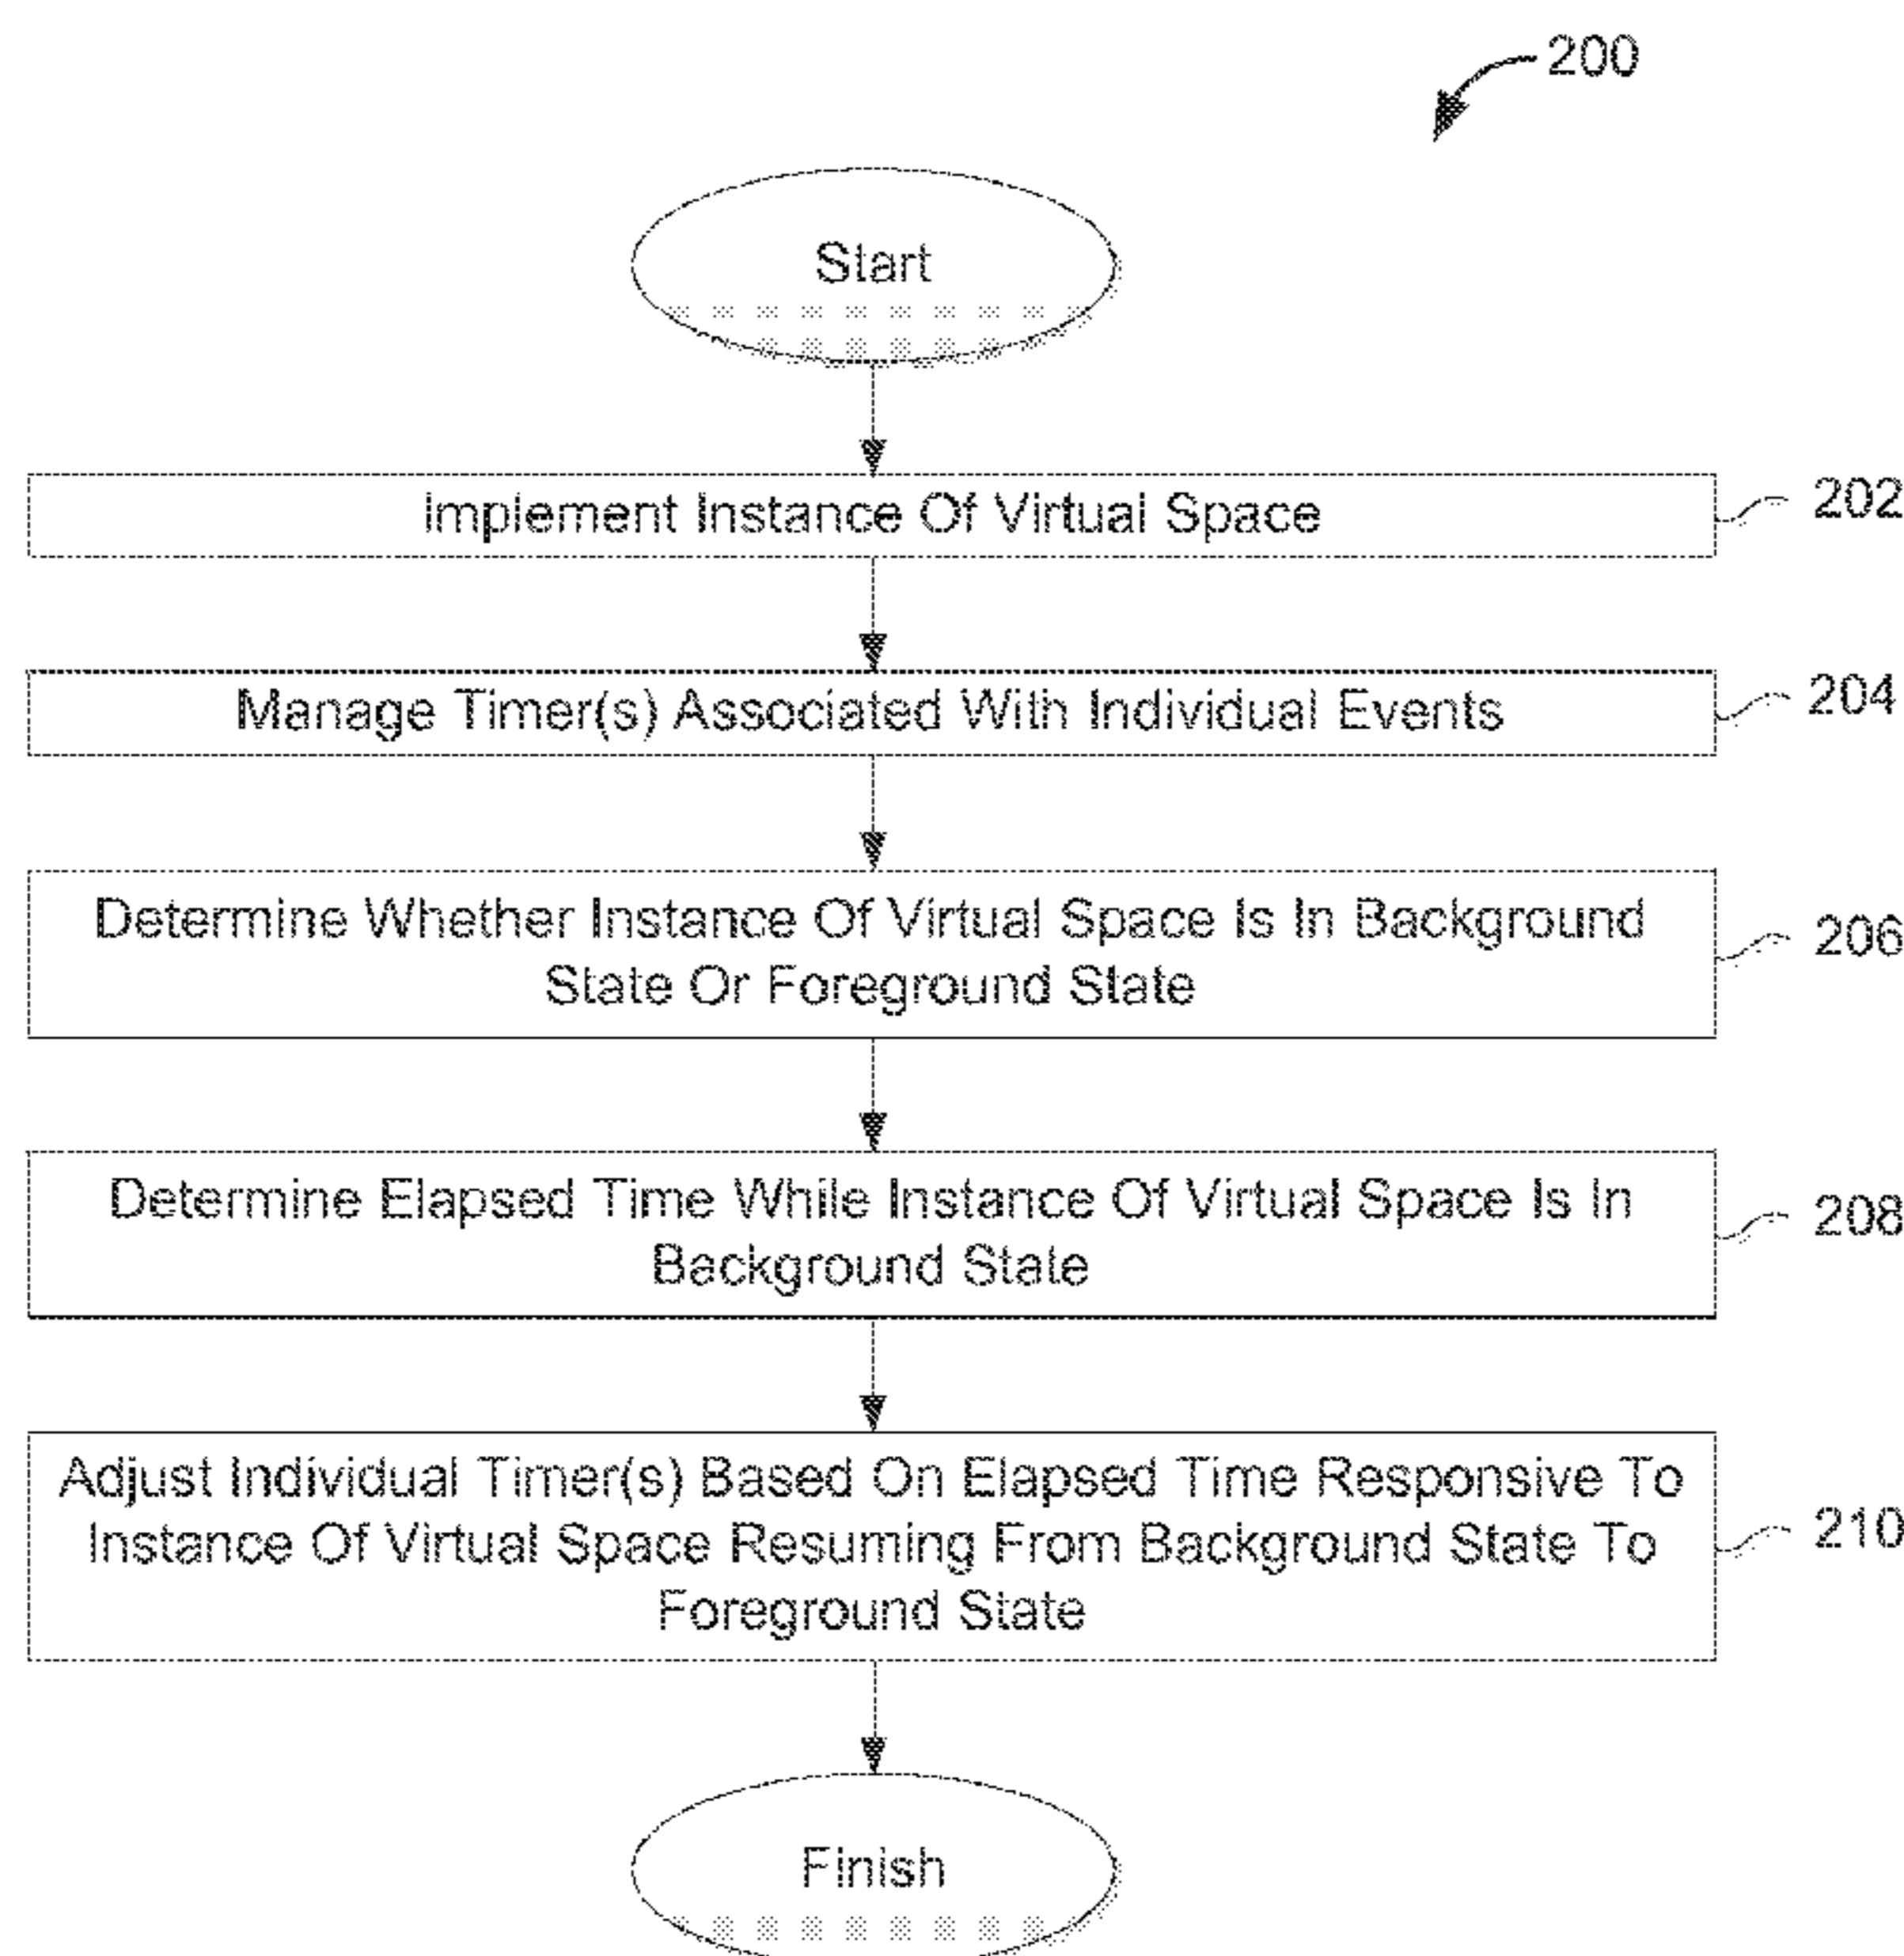 200
Start
Implement Instance Of Virtual Space
202
Manage Timer(s) Associated With Individual Events
204
Determine Whether Instance Of Virtual Space Is In Background
State Or Foreground State
206
Determine Elapsed Time While Instance Of Virtual Space Is In
Background State
208
Adjust Individual Timer(s) Based On Elapsed Time Responsive To
Instance Of Virtual Space Resuming From Background State To
Foreground State
210
Finish